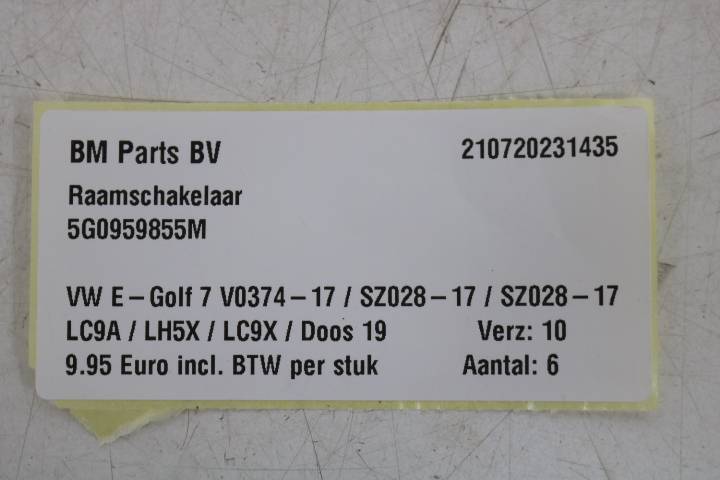 BM Parts BV 210720231435
Raamschakelaar
5G0959855M
VW E-Golf 7 V0374-17 / SZ028-17 / SZ028-17
LC9A / LH5X / LC9X / Doos 19 Verz: 10
9.95 Euro incl. BTW per stuk Aantal: 6